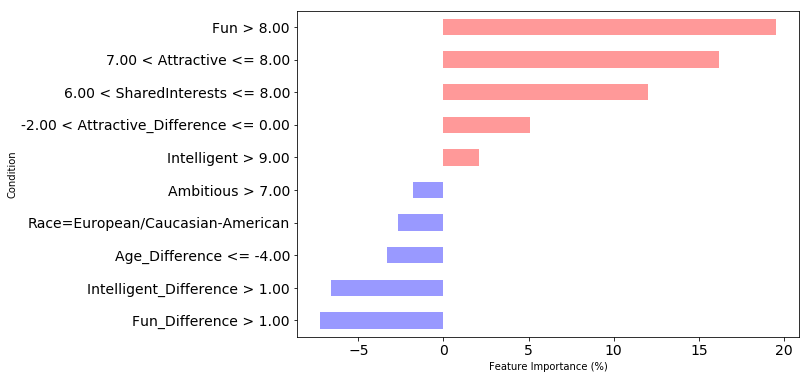 Fun > 8.00
7.00 < Attractive <= 8.00
6.00 < SharedInterests <= 8.00
-2.00 < Attractive_Difference <= 0.00
Intelligent > 9.00
Ambitious > 7.00
Race=European/Caucasian-American
Age_Difference <= -4.00
Intelligent_Difference > 1.00
Fun_Difference > 1.00
Condition
−5 0 5 10 15 20
Feature Importance (%)